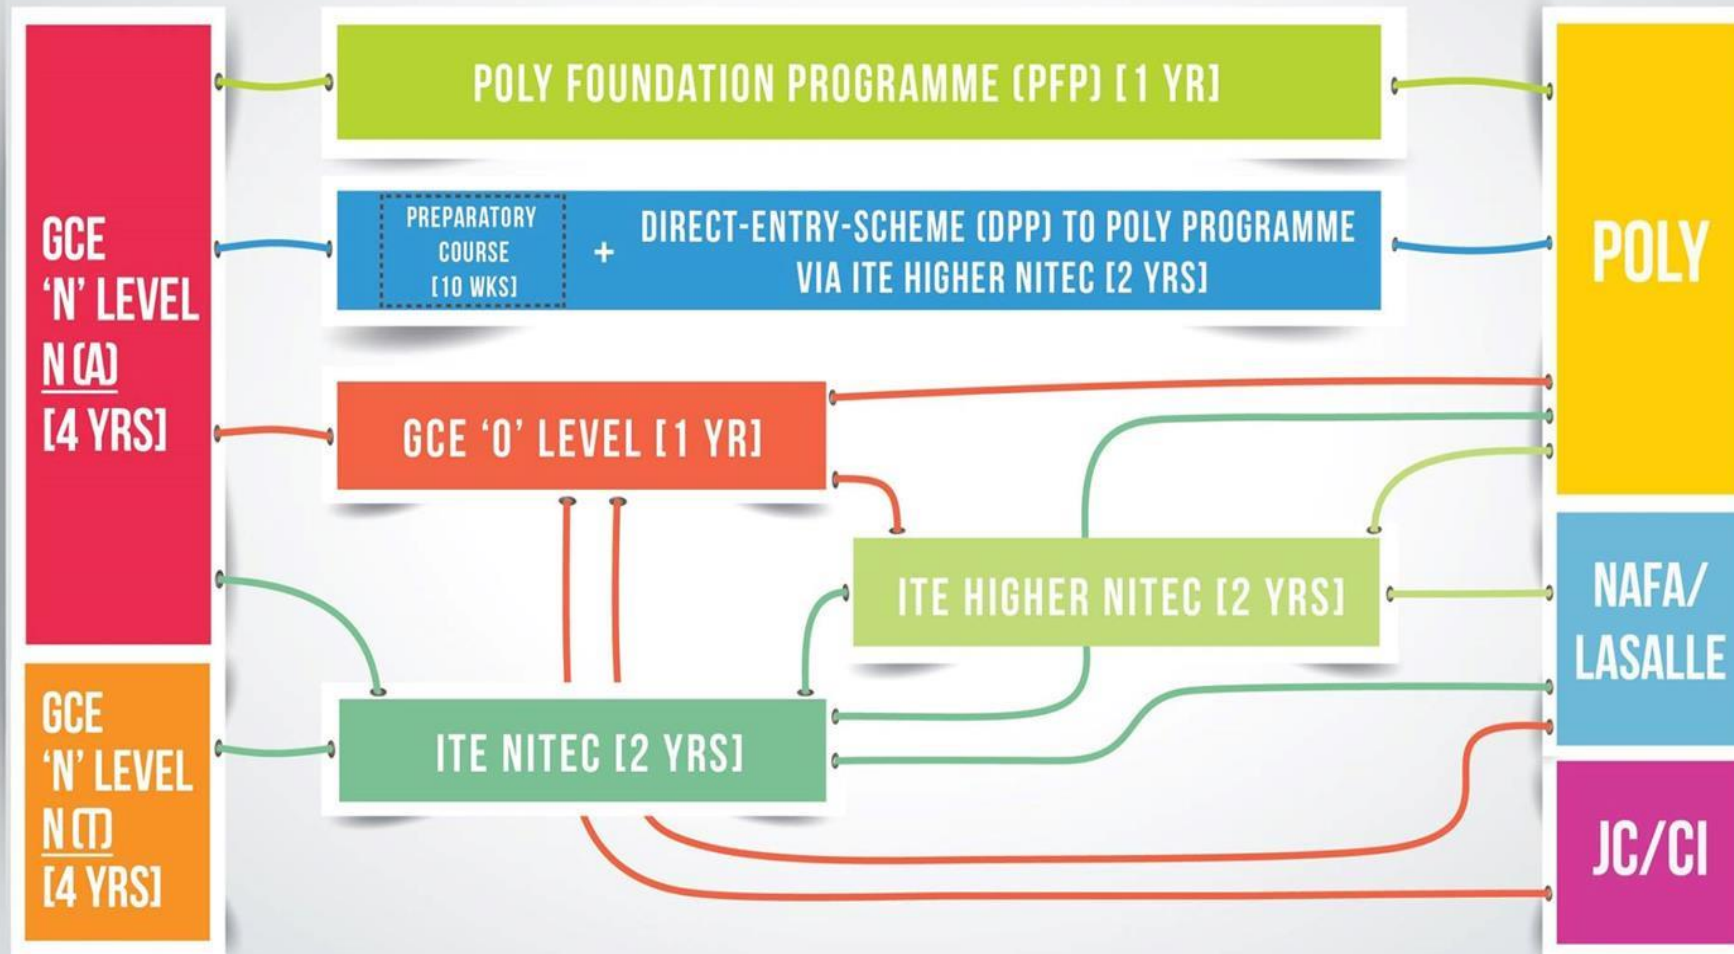 GCE
‘N’ LEVEL
N (A)
[4 YRS]
GCE
‘N’ LEVEL
N (T)
[4 YRS]
POLY FOUNDATION PROGRAMME (PFP) [1 YR]
PREPARATORY
COURSE
[10 WKS]
+
DIRECT-ENTRY-SCHEME (DPP) TO POLY PROGRAMME
VIA ITE HIGHER NITEC [2 YRS]
GCE ‘O’ LEVEL [1 YR]
ITE HIGHER NITEC [2 YRS]
ITE NITEC [2 YRS]
POLY
NAFA/
LASALLE
JC/CI